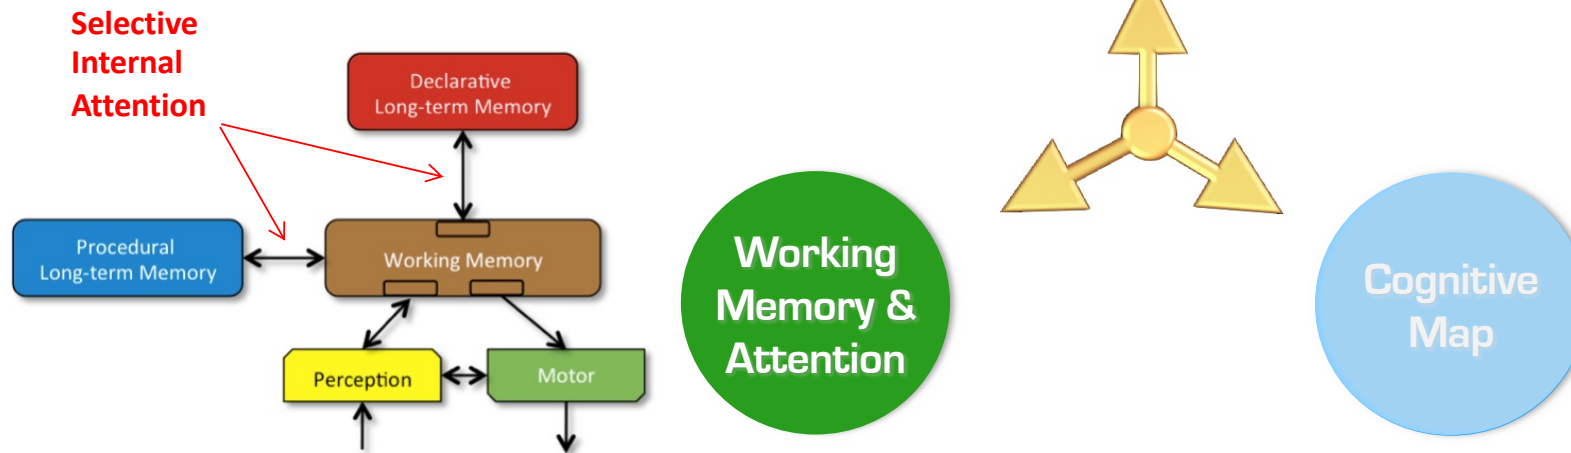 Selective
Internal
Attention
Declarative
Long-term Memory
Procedural
Long-term Memory
Working Memory
Perception
Motor
Working
Memory &
Attention
Cognitive
Map